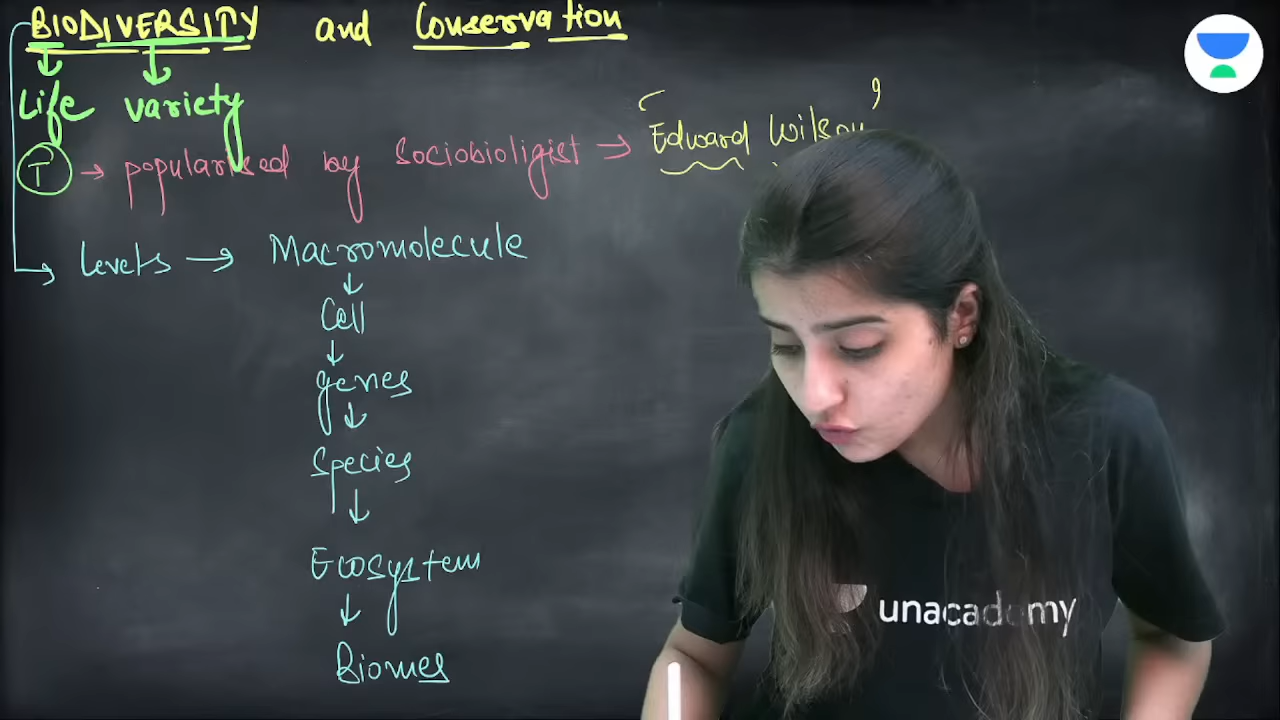 BIODIVERSITY and Conservation
Life variety
T → popularised by Sociobioligist → ‘Edward Wilson’
levels → Macromolecule
↓
Cell
↓
genes
↓
Species
↓
Ecosystem
↓
Biomes
unacademy